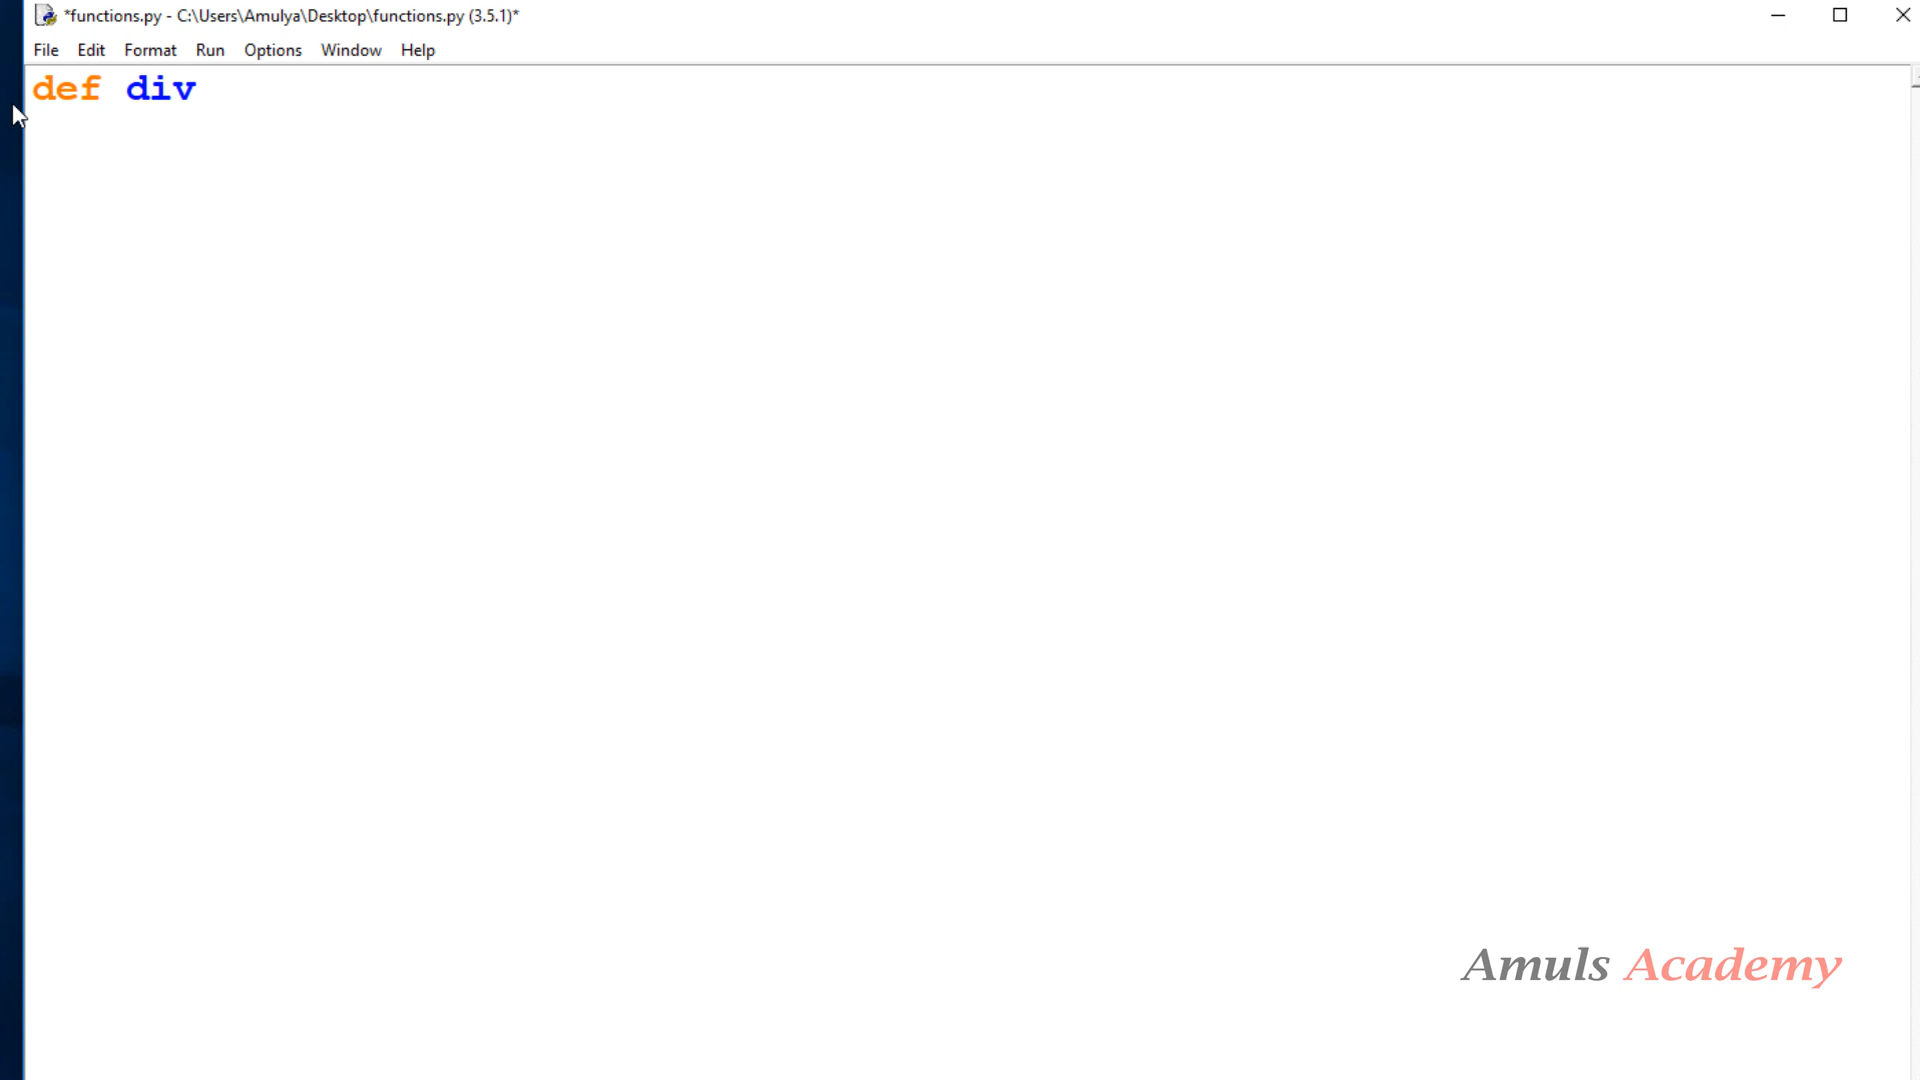 *functions.py - C:\Users\Amulya\Desktop\functions.py (3.5.1)*
File Edit Format Run Options Window Help
def div
Amuls Academy